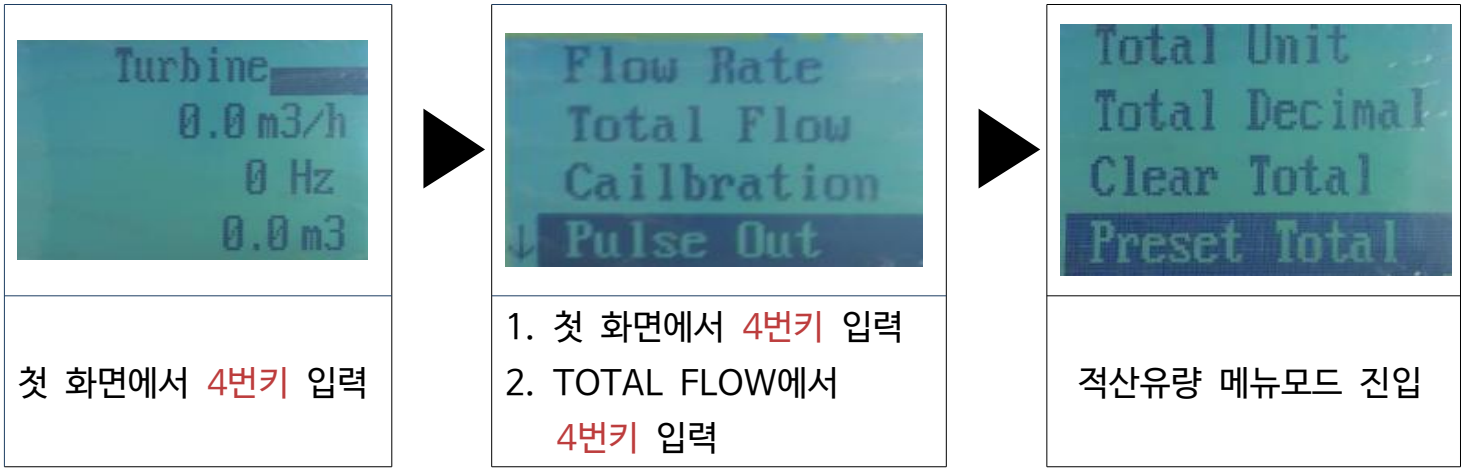 Turbine
0.0 m3/h
0 Hz
0.0 m3
첫 화면에서 4번키 입력
Flow Rate
Total Flow
Cailbration
↓ Pulse Out
1. 첫 화면에서 4번키 입력
2. TOTAL FLOW에서
4번키 입력
Total Unit
Total Decimal
Clear Total
Preset Total
적산유량 메뉴모드 진입